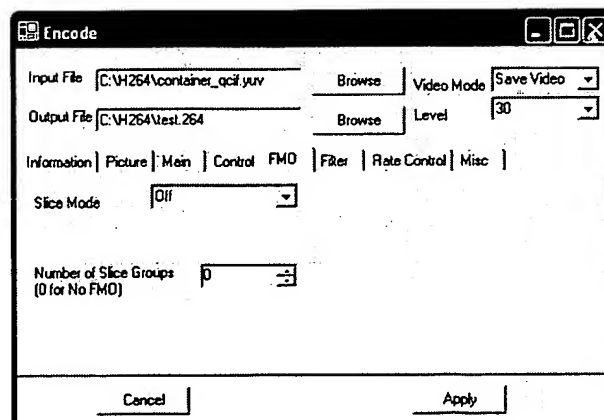 Encode
Input File C:\H264\container_qcif.yuv Browse Video Mode Save Video
Output File C:\H264\test.264 Browse Level 30
Information Picture Main Control FMO Filter Rate Control Misc
Slice Mode Off
Number of Slice Groups 0
(0 for No FMO)
Cancel Apply